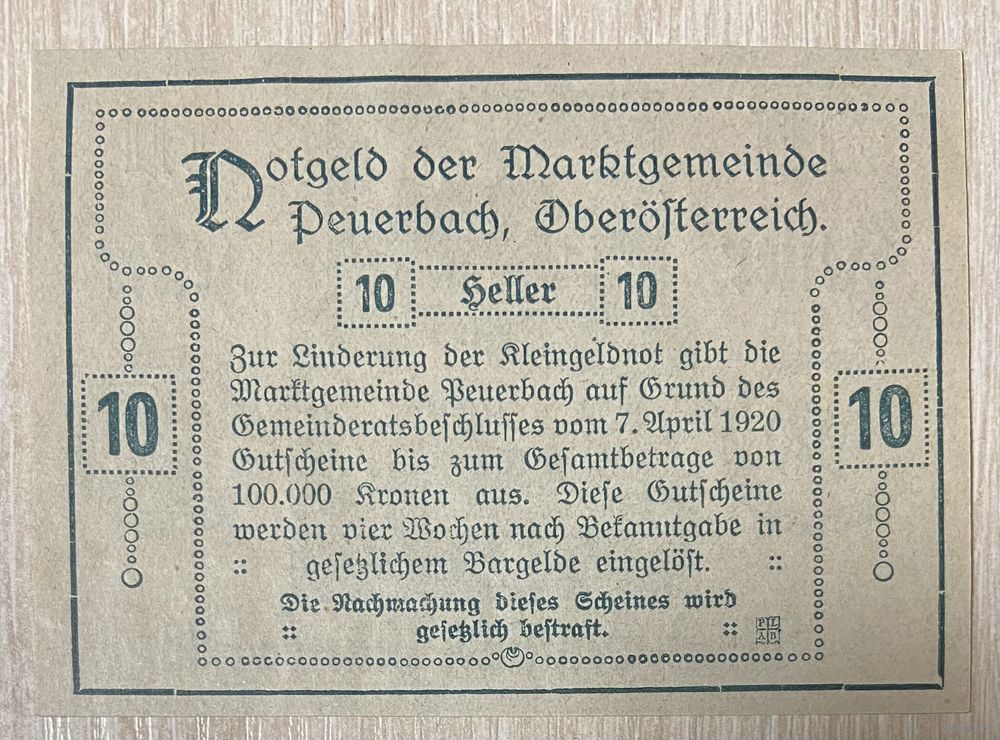 Notgeld der Marktgemeinde
Peuerbach, Oberösterreich.
10 Heller 10
10
10
Zur Linderung der Kleingeldnot gibt die
Marktgemeinde Peuerbach auf Grund des
Gemeinderatsbeschlusses vom 7. April 1920
Gutscheine bis zum Gesamtbetrage von
100.000 Kronen aus. Diese Gutscheine
werden vier Wochen nach Bekanntgabe in
:: gesetzlichem Bargelde eingelöst. ::
Die Nachmachung dieses Scheines wird
:: gesetzlich bestraft. ::